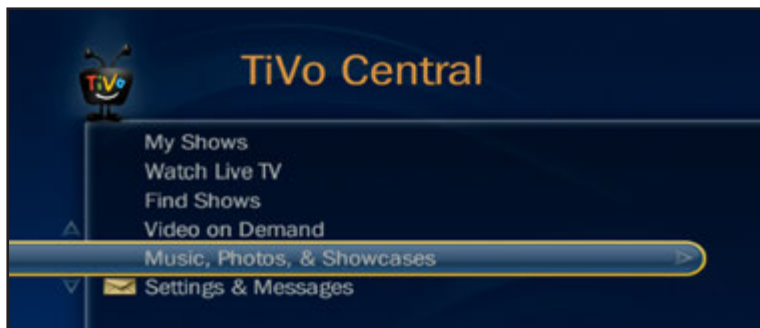 TiVo
TiVo Central
My Shows
Watch Live TV
Find Shows
Video on Demand
Music, Photos, & Showcases
Settings & Messages